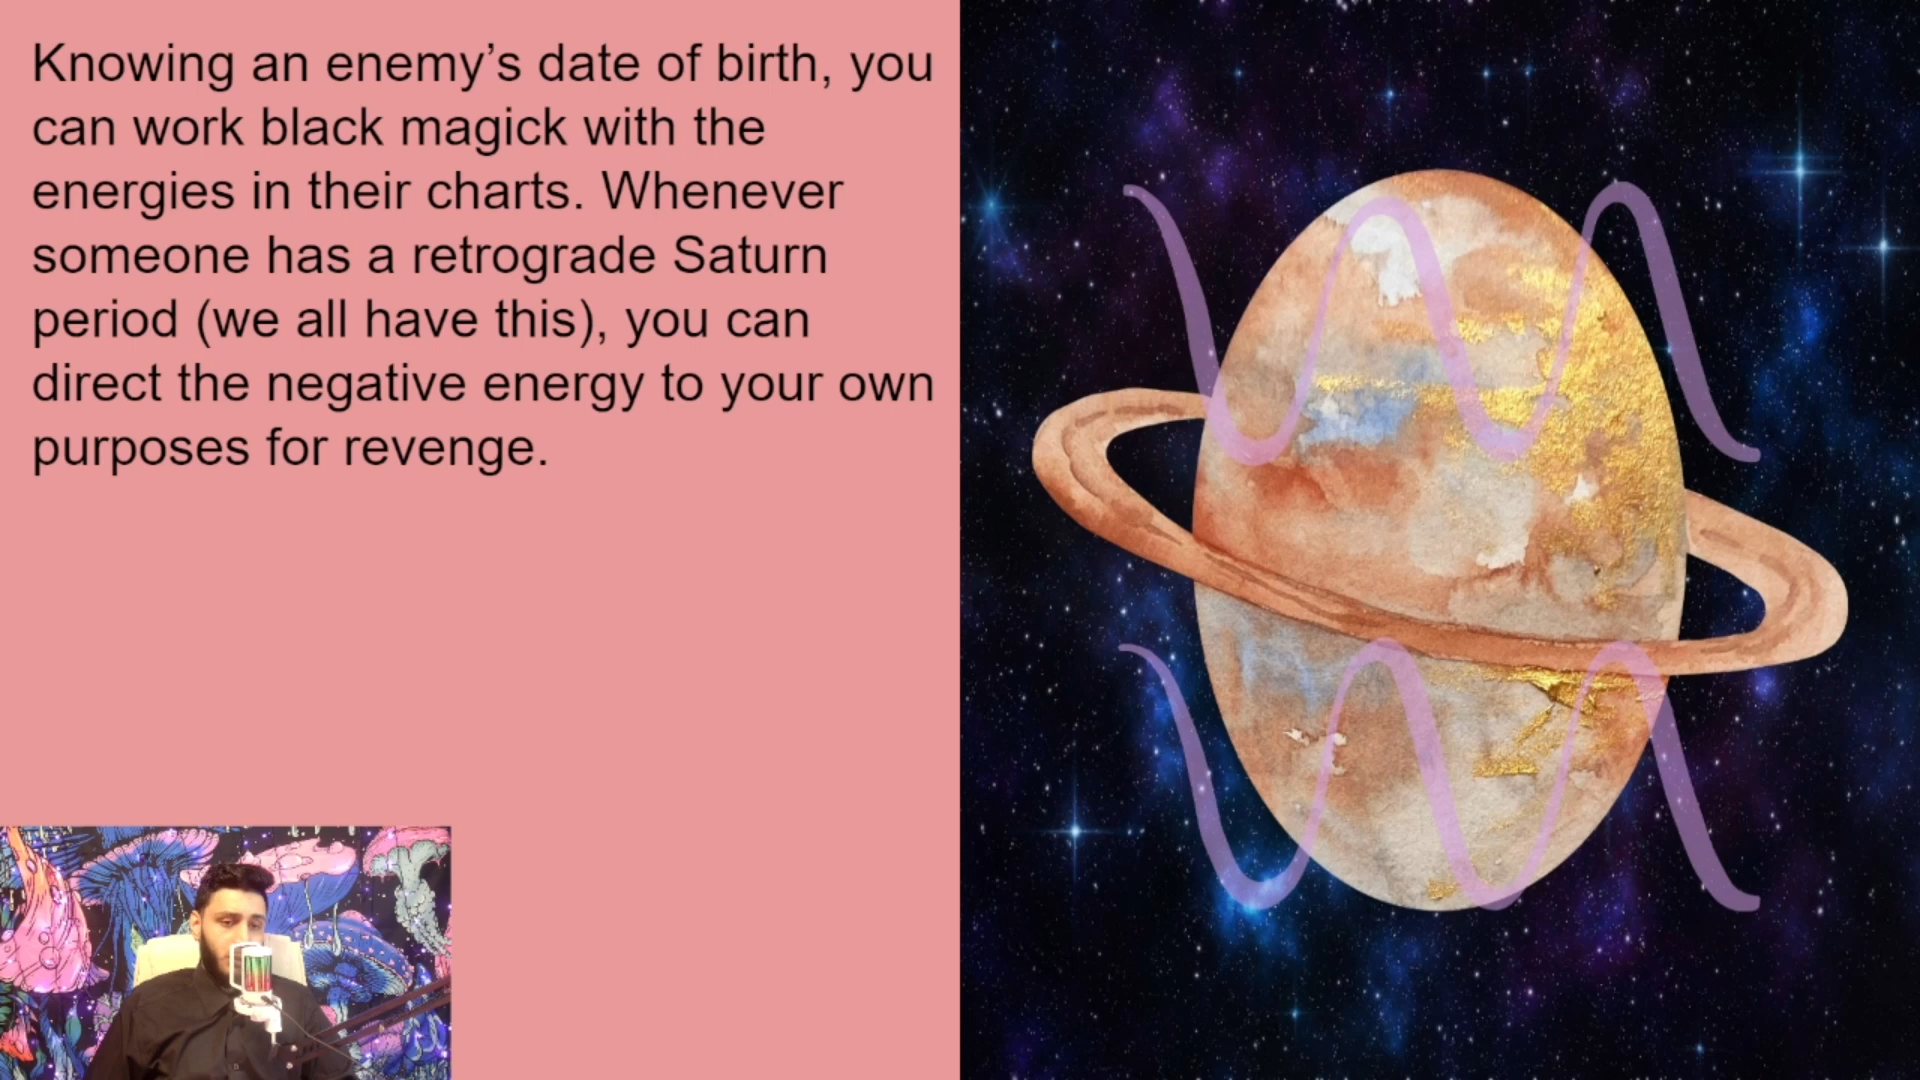 Knowing an enemy’s date of birth, you
can work black magick with the
energies in their charts. Whenever
someone has a retrograde Saturn
period (we all have this), you can
direct the negative energy to your own
purposes for revenge.